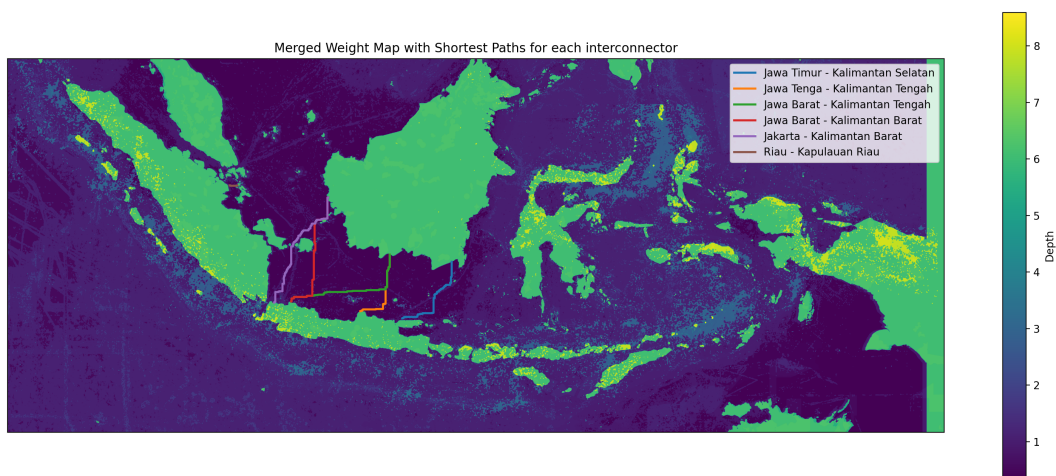 Merged Weight Map with Shortest Paths for each interconnector
Jawa Timur - Kalimantan Selatan
Jawa Tenga - Kalimantan Tengah
Jawa Barat - Kalimantan Tengah
Jawa Barat - Kalimantan Barat
Jakarta - Kalimantan Barat
Riau - Kapulauan Riau
8
7
6
5
4
3
2
1
Depth